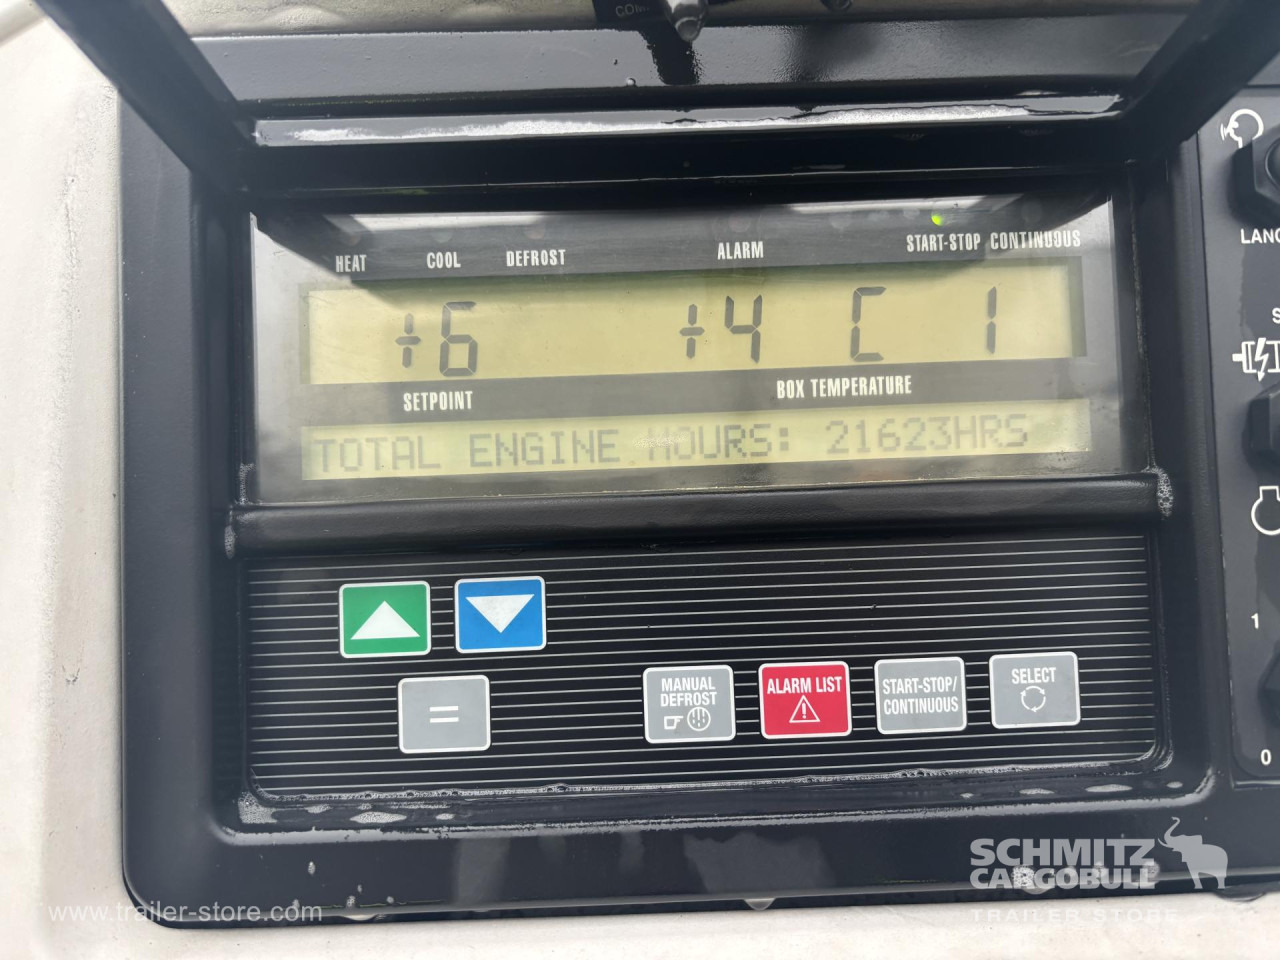 HEAT COOL DEFROST ALARM START-STOP CONTINUOUS
+6 +4 C 1
SETPOINT BOX TEMPERATURE
TOTAL ENGINE HOURS: 21623HRS
MANUAL DEFROST
ALARM LIST
START-STOP/
CONTINUOUS
SELECT
=
1
0
SCHMITZ
CARGOBULL
TRAILER STORE
www.trailer-store.com